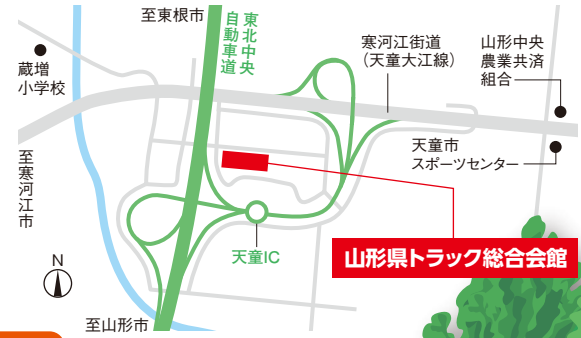 至東根市
東北中央
自動車道
蔵増
小学校
寒河江街道
（天童大江線）
山形中央
農業共済
組合
天童市
スポーツセンター
至寒河江市
天童IC
山形県トラック総合会館
N
至山形市